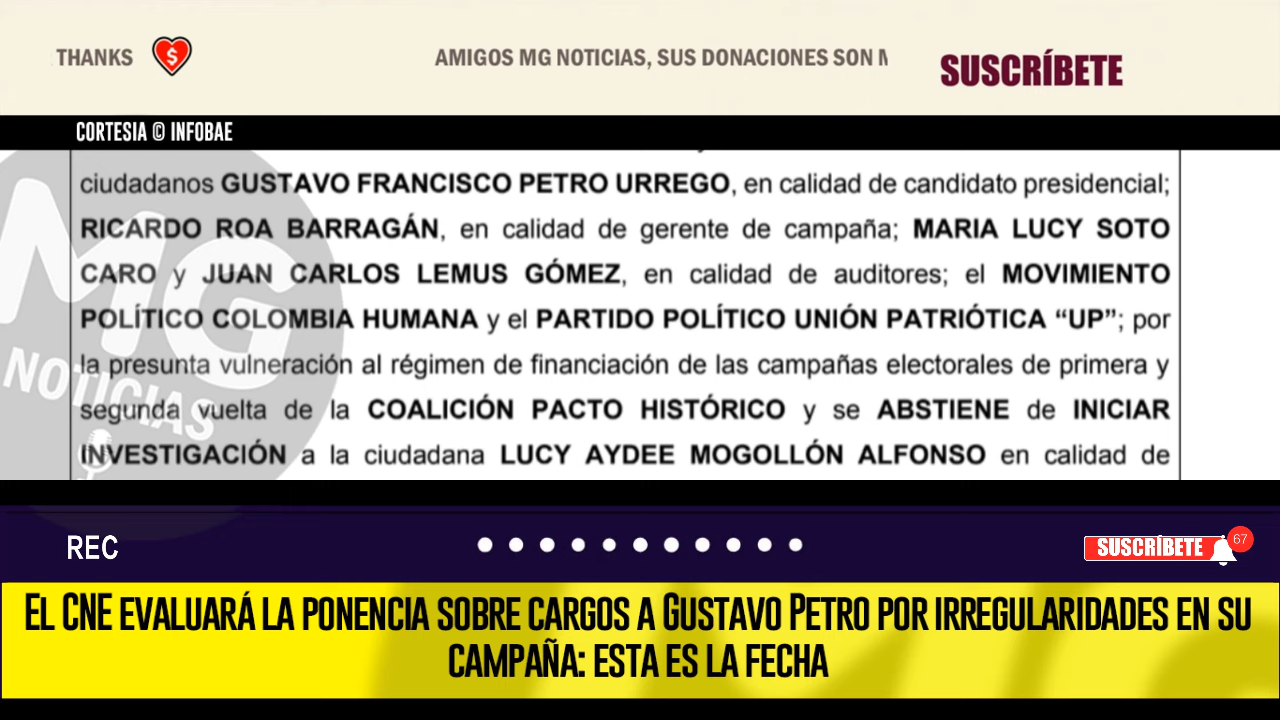 THANKS
AMIGOS MG NOTICIAS, SUS DONACIONES SON
SUSCRÍBETE
CORTESIA © INFOBAE
ciudadanos GUSTAVO FRANCISCO PETRO URREGO, en calidad de candidato presidencial;
RICARDO ROA BARRAGÁN, en calidad de gerente de campaña; MARIA LUCY SOTO
CARO y JUAN CARLOS LEMUS GÓMEZ, en calidad de auditores; el MOVIMIENTO
POLÍTICO COLOMBIA HUMANA y el PARTIDO POLÍTICO UNIÓN PATRIÓTICA “UP”; por
la presunta vulneración al régimen de financiación de las campañas electorales de primera y
segunda vuelta de la COALICIÓN PACTO HISTÓRICO y se ABSTIENE de INICIAR
INVESTIGACIÓN a la ciudadana LUCY AYDEE MOGOLLÓN ALFONSO en calidad de
MG
NOTICIAS
REC
SUSCRÍBETE
67
EL CNE EVALUARÁ LA PONENCIA SOBRE CARGOS A GUSTAVO PETRO POR IRREGULARIDADES EN SU
CAMPAÑA: ESTA ES LA FECHA